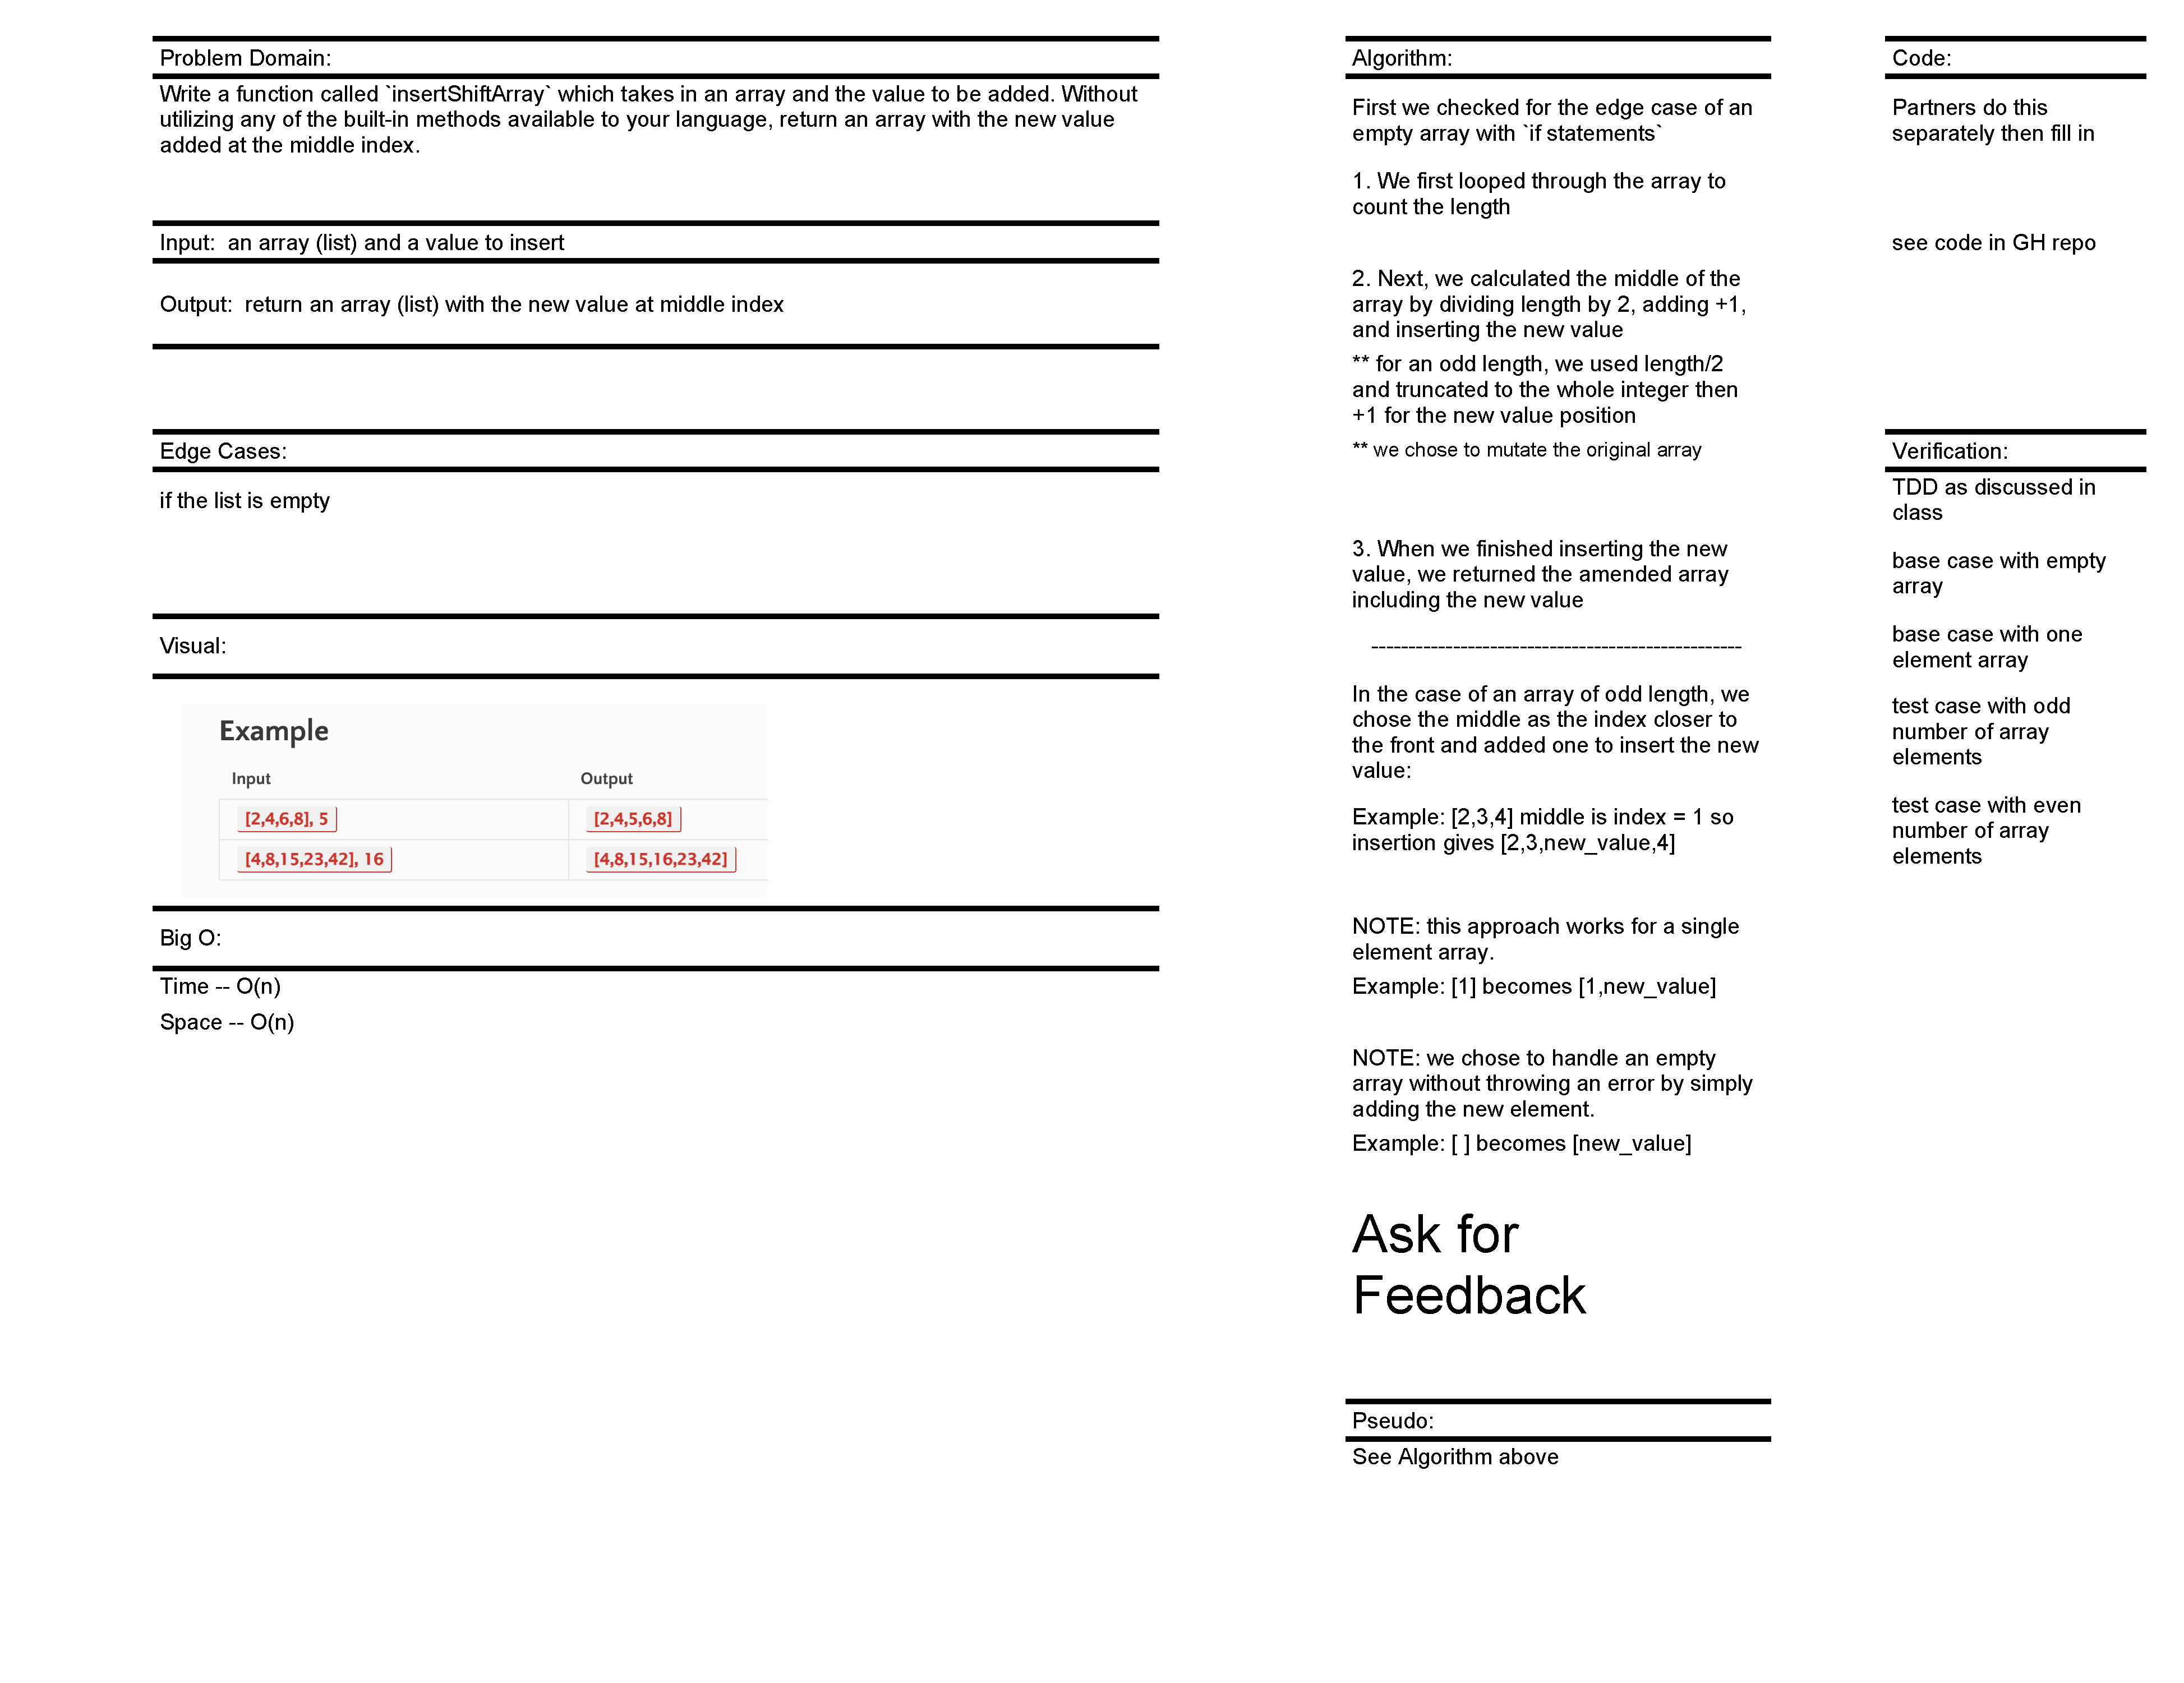 Problem Domain:
Write a function called `insertShiftArray` which takes in an array and the value to be added. Without
utilizing any of the built-in methods available to your language, return an array with the new value
added at the middle index.
Input:  an array (list) and a value to insert
Output:  return an array (list) with the new value at middle index
Edge Cases:
if the list is empty
Visual:
Example
Input Output
[2,4,6,8], 5 [2,4,5,6,8]
[4,8,15,23,42], 16 [4,8,15,16,23,42]
Big O:
Time -- O(n)
Space -- O(n)
Algorithm:
First we checked for the edge case of an
empty array with `if statements`
1. We first looped through the array to
count the length
2. Next, we calculated the middle of the
array by dividing length by 2, adding +1,
and inserting the new value
** for an odd length, we used length/2
and truncated to the whole integer then
+1 for the new value position
** we chose to mutate the original array
3. When we finished inserting the new
value, we returned the amended array
including the new value
--------------------------------------------------
In the case of an array of odd length, we
chose the middle as the index closer to
the front and added one to insert the new
value:
Example: [2,3,4] middle is index = 1 so
insertion gives [2,3,new_value,4]
NOTE: this approach works for a single
element array.
Example: [1] becomes [1,new_value]
NOTE: we chose to handle an empty
array without throwing an error by simply
adding the new element.
Example: [ ] becomes [new_value]
Ask for
Feedback
Pseudo:
See Algorithm above
Code:
Partners do this
separately then fill in
see code in GH repo
Verification:
TDD as discussed in
class
base case with empty
array
base case with one
element array
test case with odd
number of array
elements
test case with even
number of array
elements